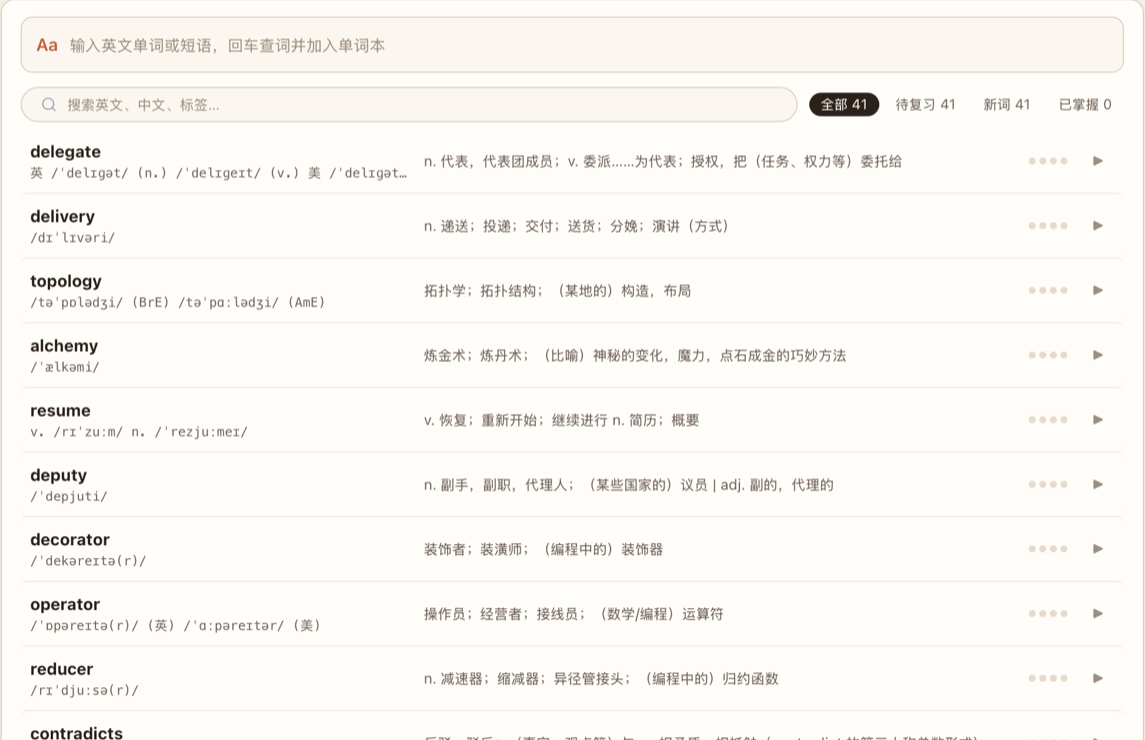 Aa 输入英文单词或短语，回车查词并加入单词本
搜索英文、中文、标签... 全部 41 待复习 41 新词 41 已掌握 0
delegate
英 /ˈdelɪɡət/ (n.) /ˈdelɪɡeɪt/ (v.) 美 /ˈdelɪɡət…
n. 代表，代表团成员；v. 委派……为代表；授权，把（任务、权力等）委托给
delivery
/dɪˈlɪvəri/
n. 递送；投递；交付；送货；分娩；演讲（方式）
topology
/təˈpɒlədʒi/ (BrE) /təˈpɑːlədʒi/ (AmE)
拓扑学；拓扑结构；（某地的）构造，布局
alchemy
/ˈælkəmi/
炼金术；炼丹术；（比喻）神秘的变化，魔力，点石成金的巧妙方法
resume
v. /rɪˈzuːm/ n. /ˈrezjuːmeɪ/
v. 恢复；重新开始；继续进行 n. 简历；概要
deputy
/ˈdepjuti/
n. 副手，副职，代理人；（某些国家的）议员 | adj. 副的，代理的
decorator
/ˈdekəreɪtə(r)/
装饰者；装潢师；（编程中的）装饰器
operator
/ˈɒpəreɪtə(r)/ (英) /ˈɑːpəreɪtər/ (美)
操作员；经营者；接线员；（数学/编程）运算符
reducer
/rɪˈdjuːsə(r)/
n. 减速器；缩减器；异径管接头；（编程中的）归约函数
contradicts